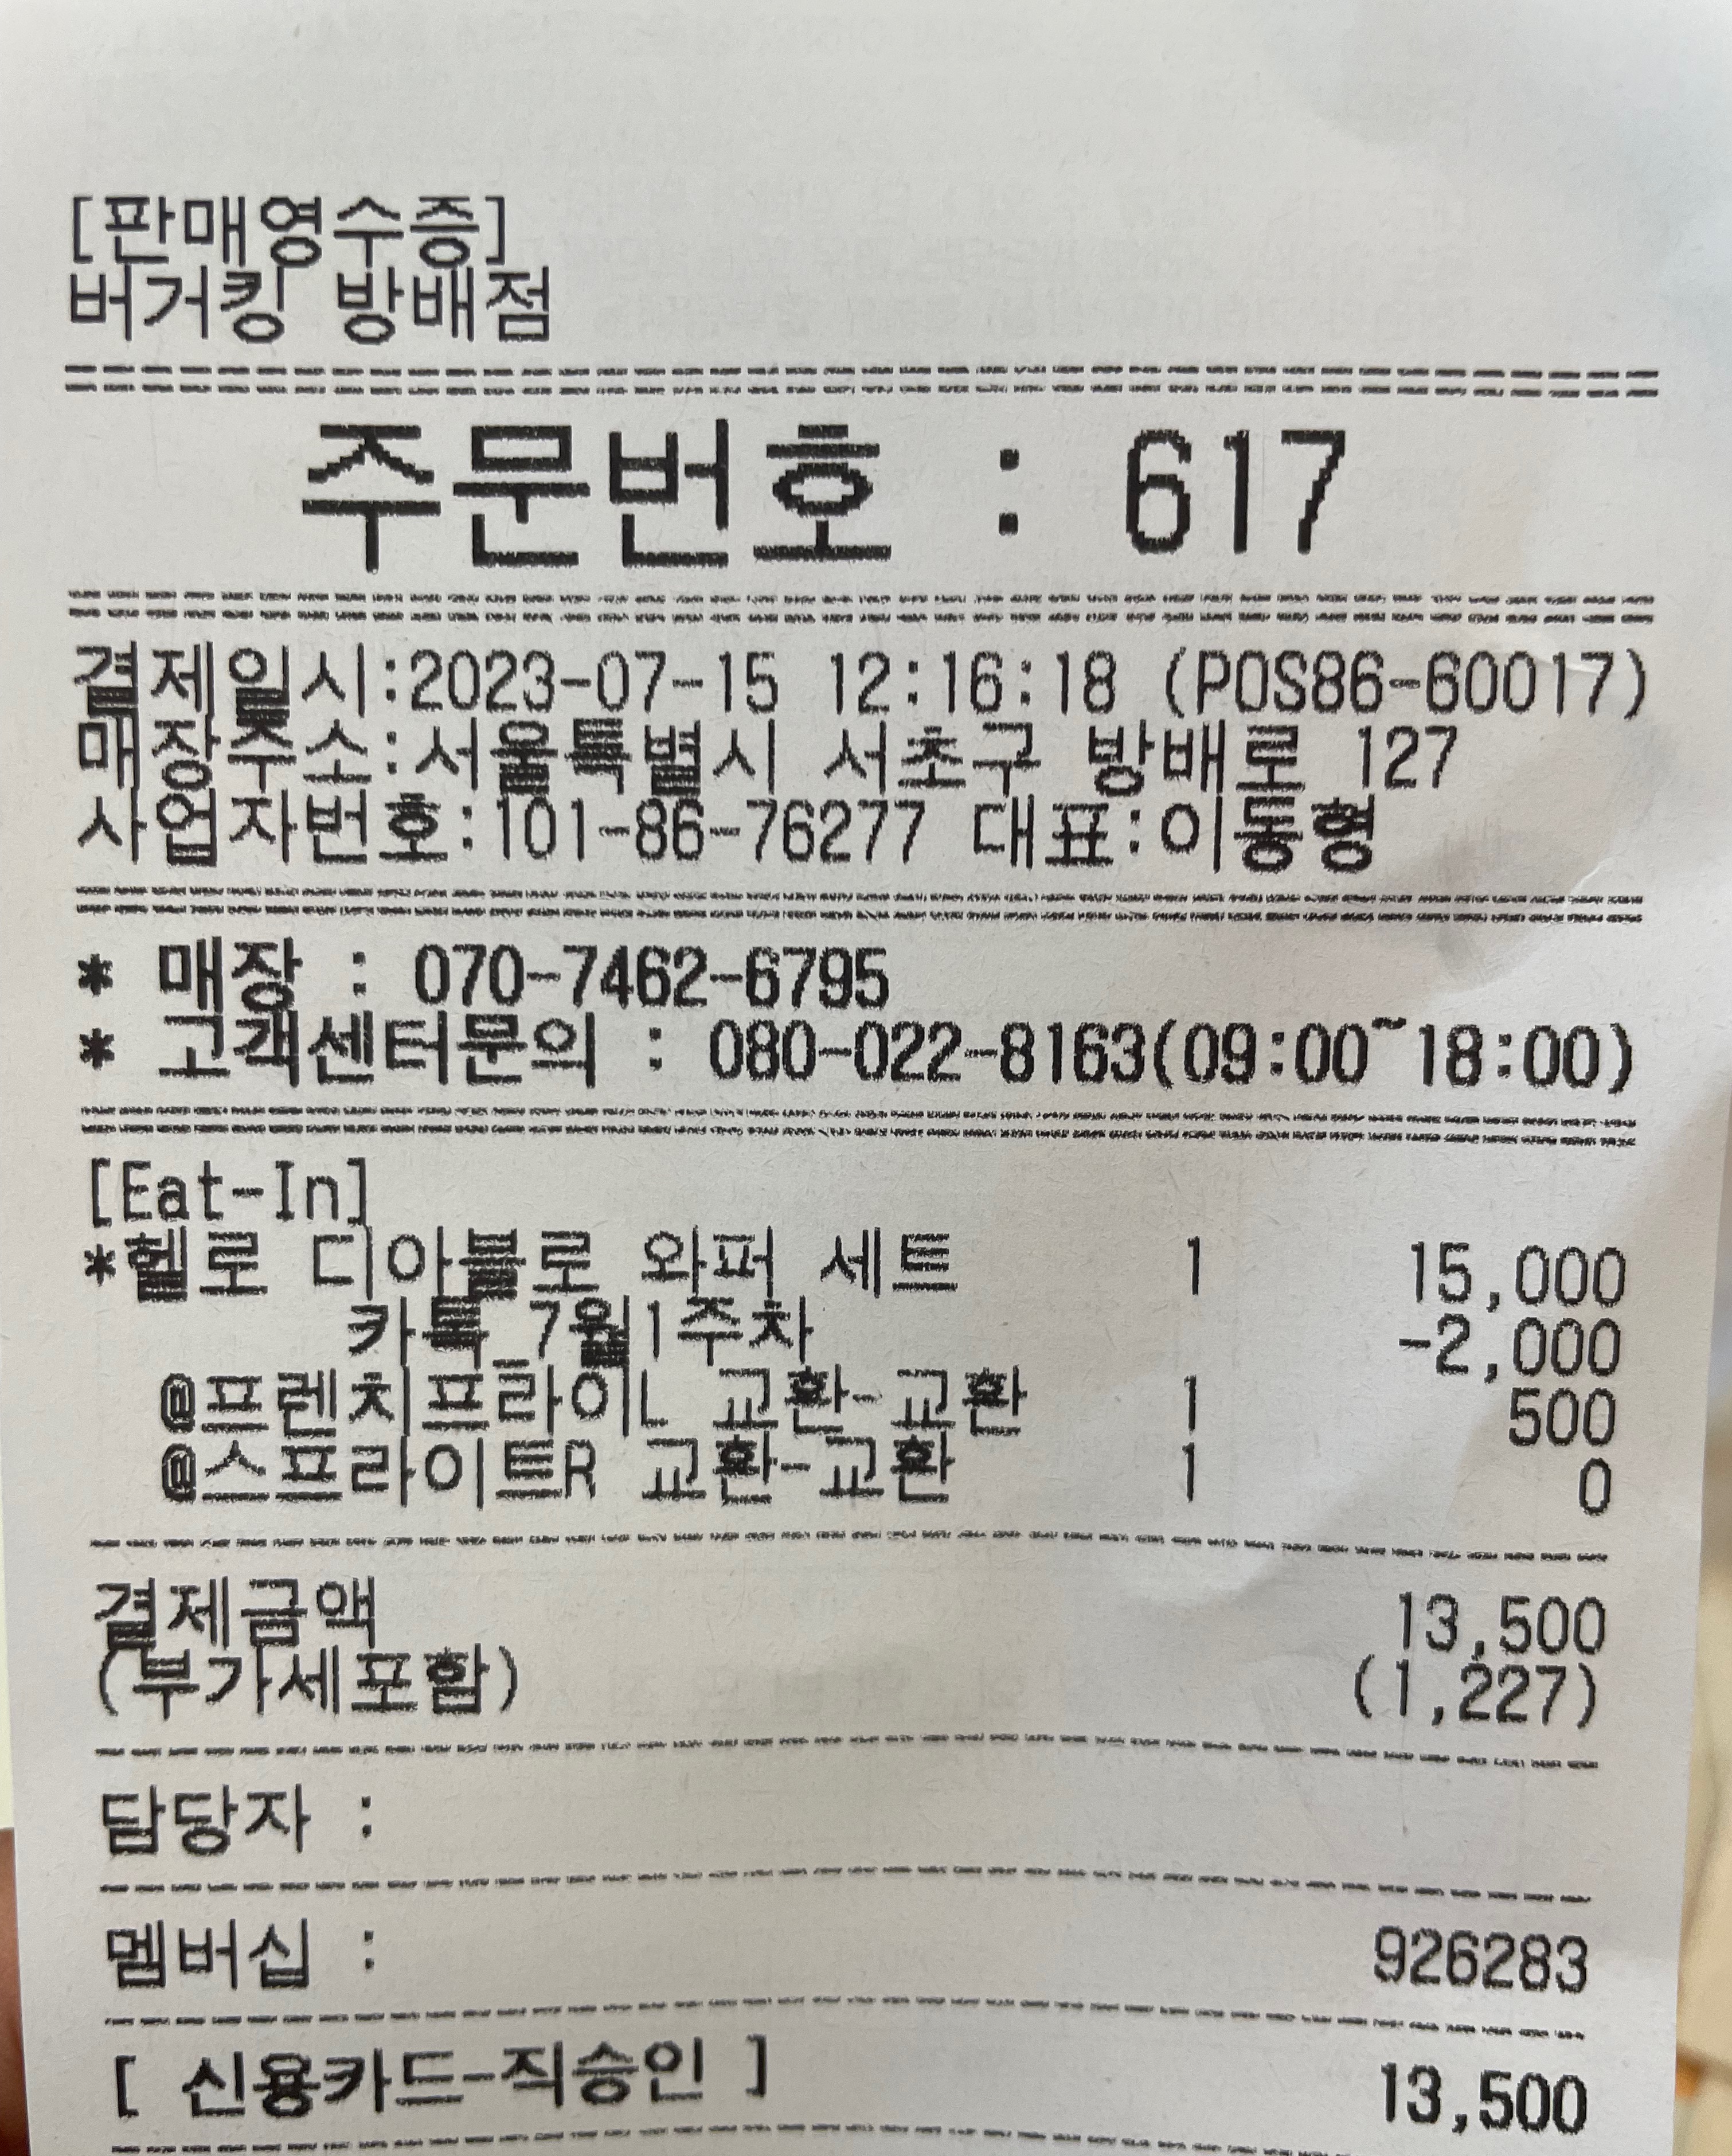 [판매영수증]
버거킹 방배점
주문번호 : 617
결제일시:2023-07-15 12:16:18 (POS86-60017)
매장주소:서울특별시 서초구 방배로 127
사업자번호:101-86-76277 대표:이동형
* 매장 : 070-7462-6795
* 고객센터문의 : 080-022-8163(09:00~18:00)
[Eat-In]
*헬로 디아블로 와퍼 세트 1 15,000
카톡_7월1주차 -2,000
@프렌치프라이L 교환-교환 1 500
@스프라이트R 교환-교환 1 0
결제금액 13,500
(부가세포함) (1,227)
담당자 :
멤버십 : 926283
[ 신용카드-직승인 ] 13,500